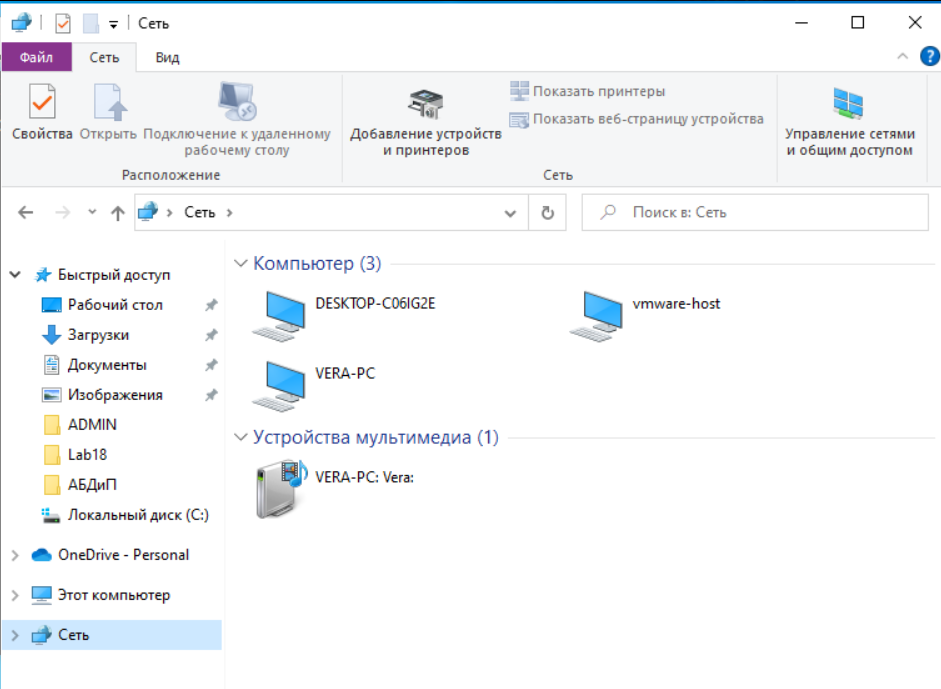 Сеть
Файл
Сеть
Вид
?
Свойства
Открыть
Подключение к удаленному
рабочему столу
Расположение
Добавление устройств
и принтеров
Показать принтеры
Показать веб-страницу устройства
Сеть
Управление сетями
и общим доступом
Сеть
Поиск в: Сеть
Быстрый доступ
Рабочий стол
Загрузки
Документы
Изображения
ADMIN
Lab18
АБДиП
Локальный диск (C:)
OneDrive - Personal
Этот компьютер
Сеть
Компьютер (3)
DESKTOP-C06IG2E
vmware-host
VERA-PC
Устройства мультимедиа (1)
VERA-PC: Vera: